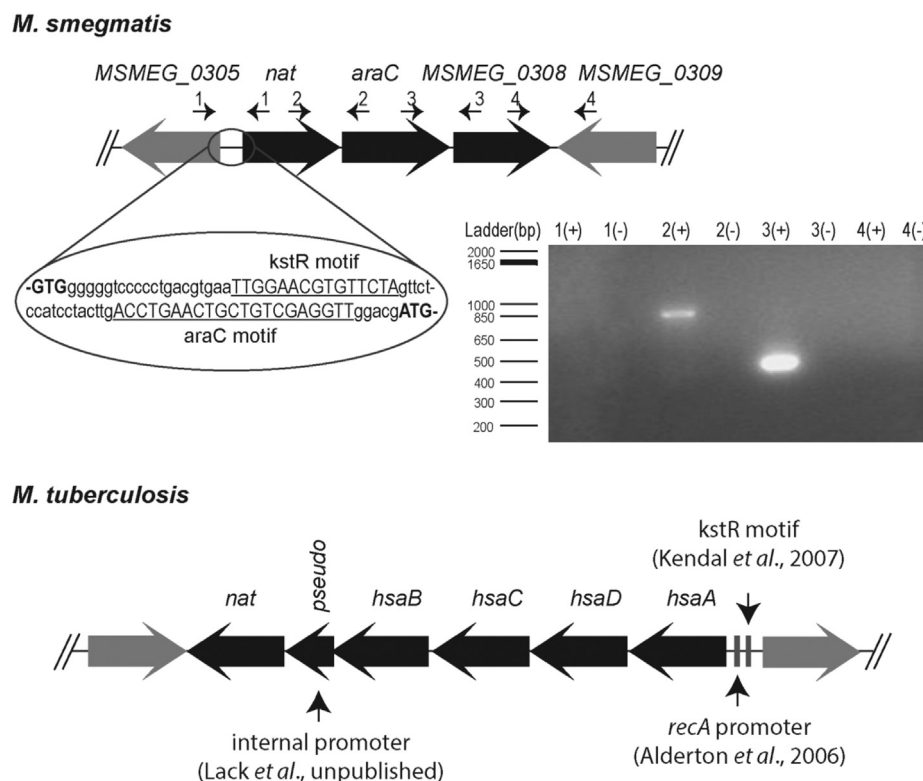 M. smegmatis
MSMEG_0305 nat araC MSMEG_0308 MSMEG_0309
1 1 2 2 3 3 4 4
kstR motif
-GTGgggggtccccctgacgtgaaTTGGAACGTGTTCTAgttct-
ccatcctacttgACCTGAACTGCTGTCGAGGTTggacgATG-
araC motif
Ladder(bp) 1(+) 1(-) 2(+) 2(-) 3(+) 3(-) 4(+) 4(-)
2000
1650
1000
850
650
500
400
300
200
M. tuberculosis
kstR motif
(Kendal et al., 2007)
nat pseudo hsaB hsaC hsaD hsaA
internal promoter
(Lack et al., unpublished)
recA promoter
(Alderton et al., 2006)